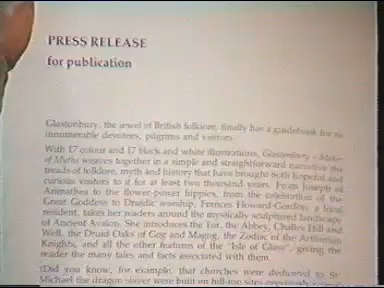 PRESS RELEASE
for publication
Glastonbury, the jewel of British folklore, finally has a guidebook for its
innumerable devotees, pilgrims and visitors.
With 17 colour and 17 black and white illustrations, Glastonbury - Maker
of Myths weaves together in a simple and straightforward narrative the
treads of folklore, myth and history that have brought both hopeful and
curious visitors to it for at least two thousand years. From Joseph of
Arimathea to the flower-power hippies, from the celebration of the
Great Goddess to Druidic worship, Frances Howard-Gordon, a local
resident, takes her readers around the mystically sculptured landscape
of Ancient Avalon. She introduces the Tor, the Abbey, Chalice Hill and
Well, the Druid Oaks of Gog and Magog, the Zodiac of the Arthurian
Knights, and all the other features of the "Isle of Glass", giving the
reader the many tales and facts associated with them.
(Did you know, for example, that churches were dedicated to St.
Michael the dragon slayer were built on hill-top sites